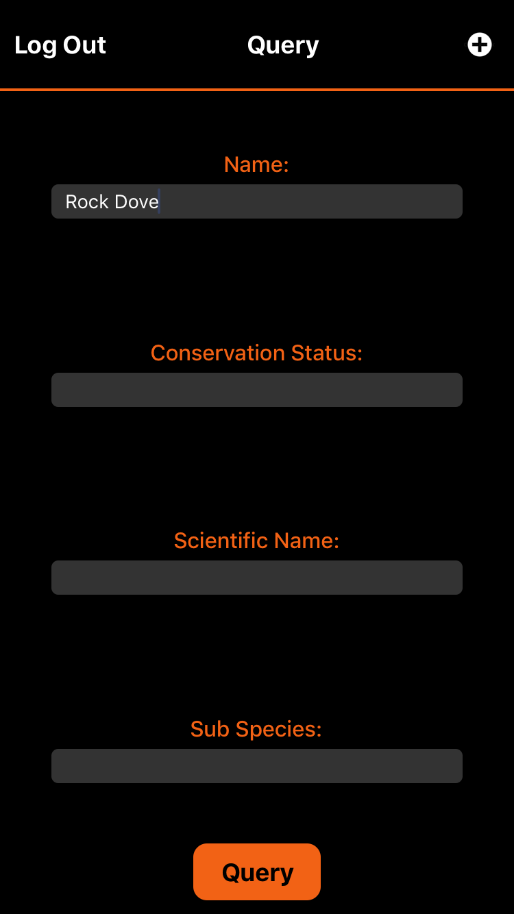 Log Out Query
Name:
Rock Dove
Conservation Status:
Scientific Name:
Sub Species:
Query